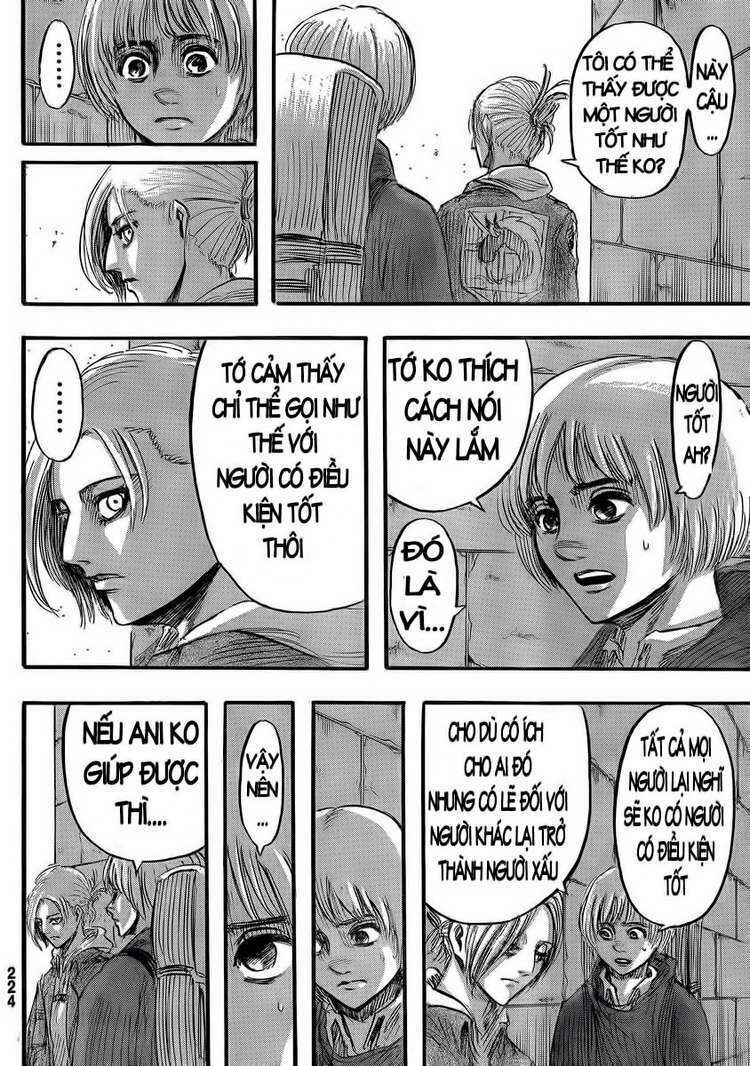 NÀY
CẬU
...
TÔI CÓ THỂ
THẤY ĐƯỢC
MỘT NGƯỜI
TỐT NHƯ
THẾ KO?
......
NGƯỜI
TỐT
AH?
TỚ KO THÍCH
CÁCH NÓI
NÀY LẮM
ĐÓ
LÀ
VÌ...
TỚ CẢM THẤY
CHỈ THỂ GỌI NHƯ
THẾ VỚI
NGƯỜI CÓ ĐIỀU
KIỆN TỐT
THÔI
......
TẤT CẢ MỌI
NGƯỜI LẠI NGHĨ
SẼ KO CÓ NGƯỜI
CÓ ĐIỀU KIỆN
TỐT
CHO DÙ CÓ ÍCH
CHO AI ĐÓ
NHƯNG CÓ LẼ ĐỐI VỚI
NGƯỜI KHÁC LẠI TRỞ
THÀNH NGƯỜI XẤU
VẬY
NÊN
...
NẾU ANI KO
GIÚP ĐƯỢC
THÌ....
224